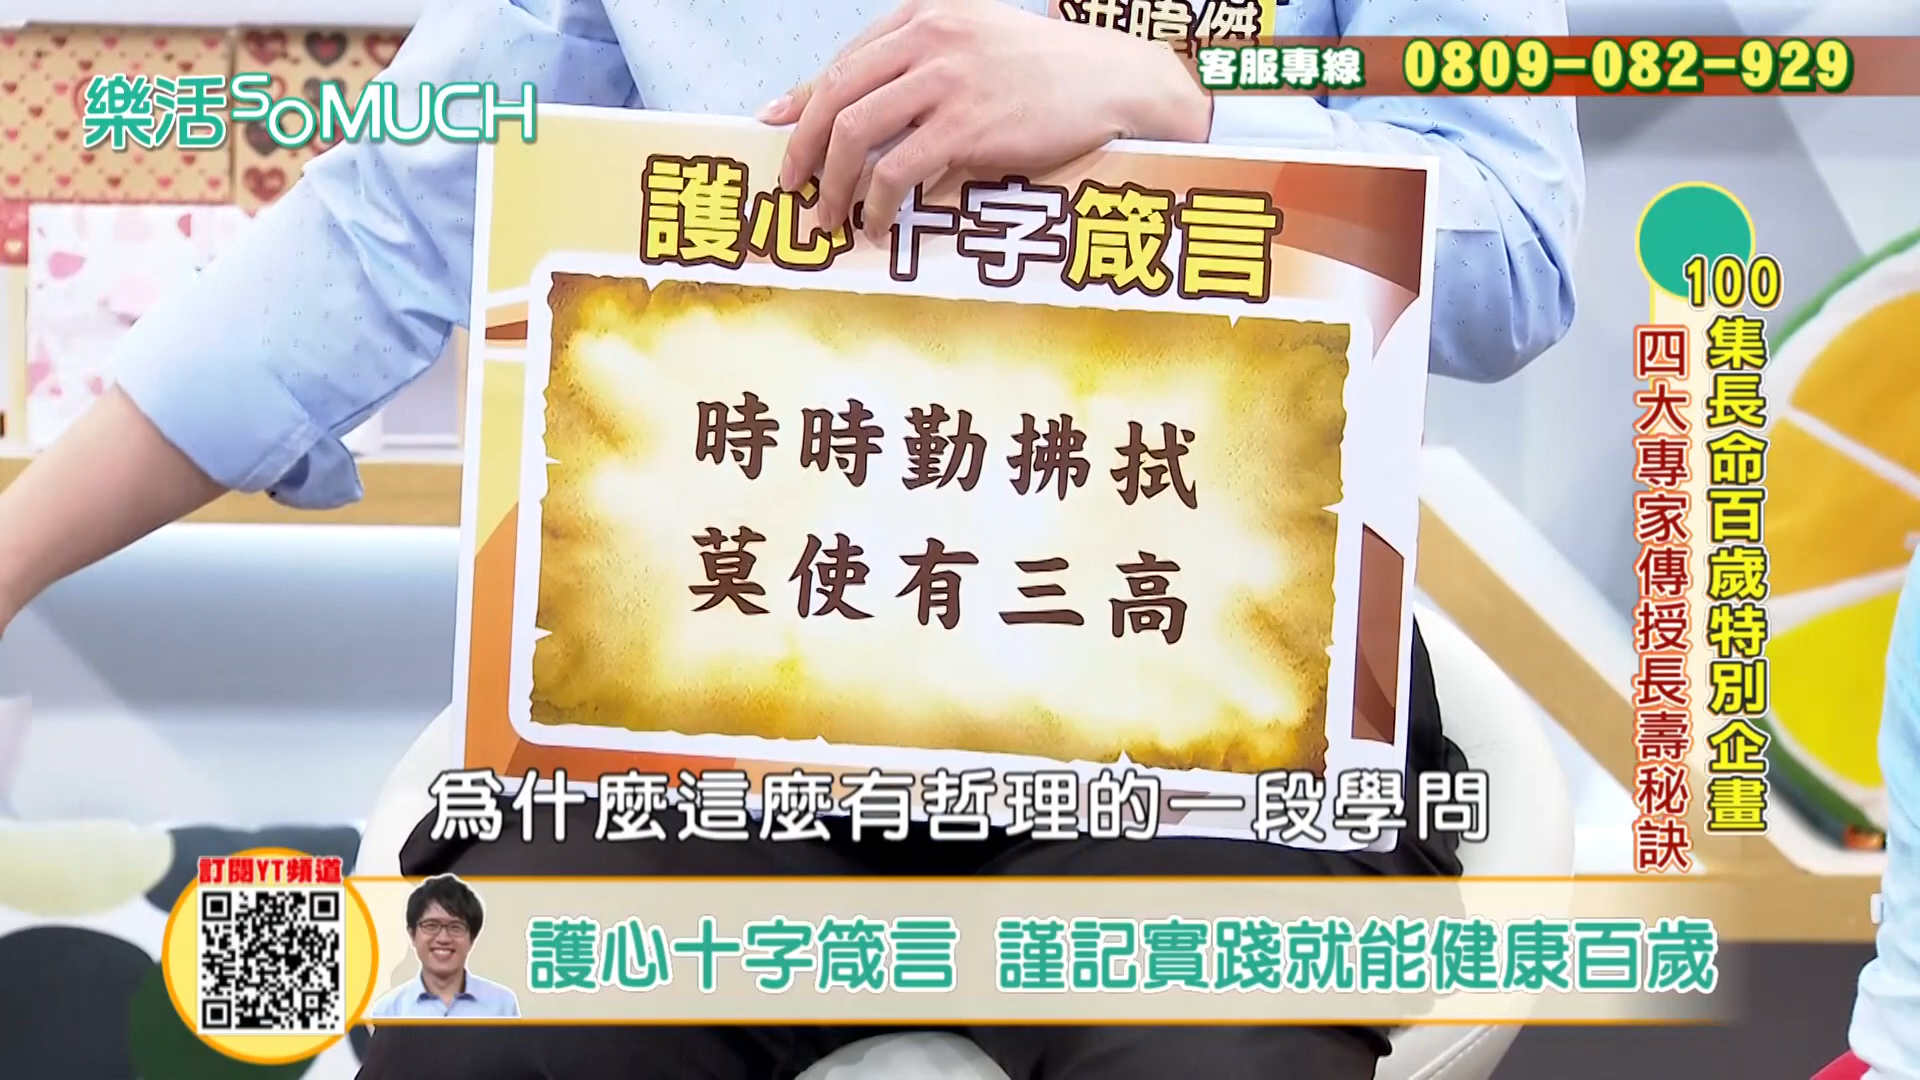 洪暐傑
客服專線 0809-082-929
樂活SOMUCH
護心十字箴言
時時勤拂拭
莫使有三高
100集長命百歲特別企畫
四大專家傳授長壽秘訣
為什麼這麼有哲理的一段學問
訂閱YT頻道
護心十字箴言 謹記實踐就能健康百歲